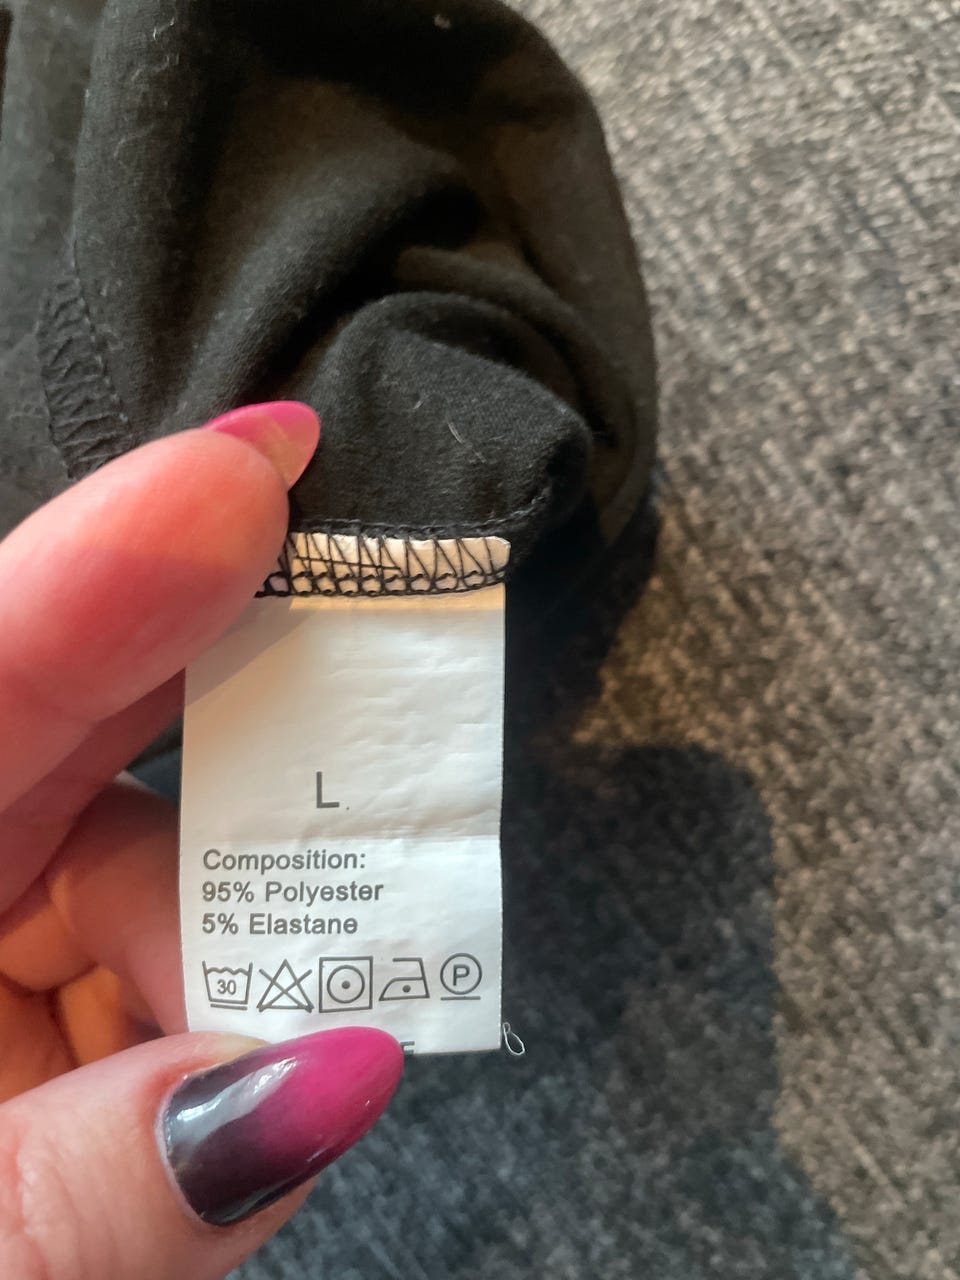 L
Composition:
95% Polyester
5% Elastane
30 P